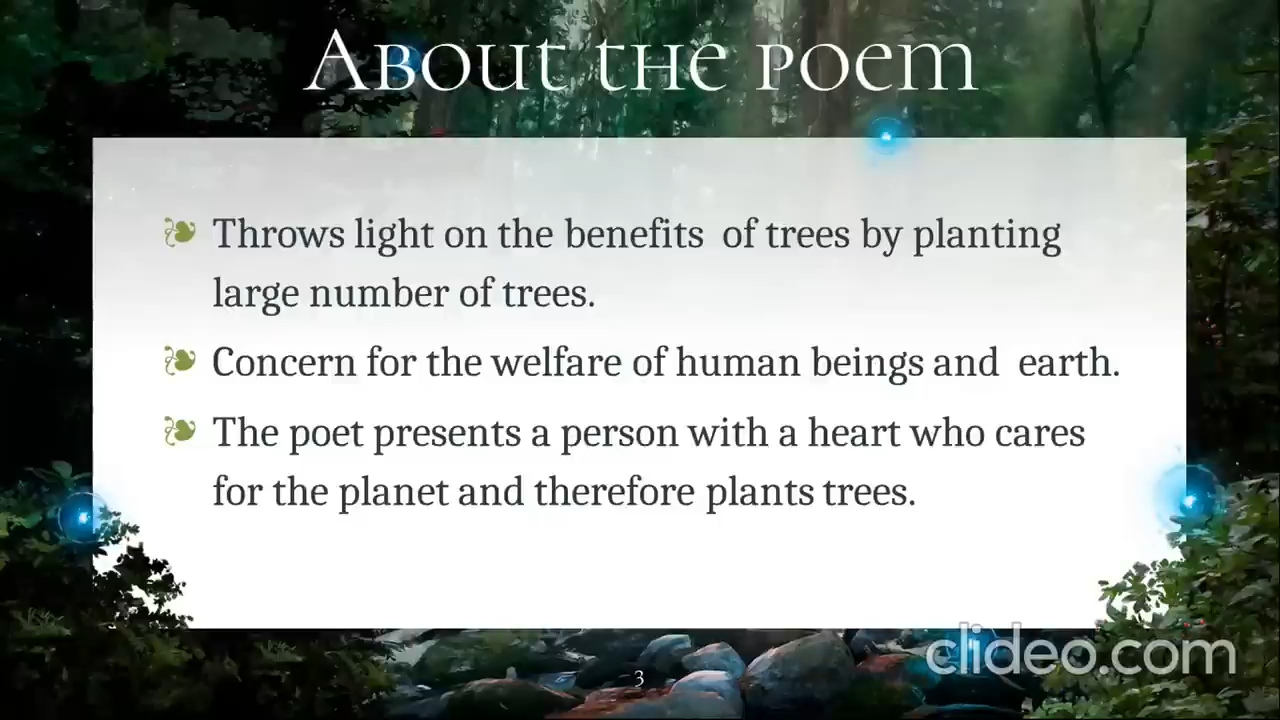 About the poem
Throws light on the benefits  of trees by planting
large number of trees.
Concern for the welfare of human beings and  earth.
The poet presents a person with a heart who cares
for the planet and therefore plants trees.
clideo.com
3